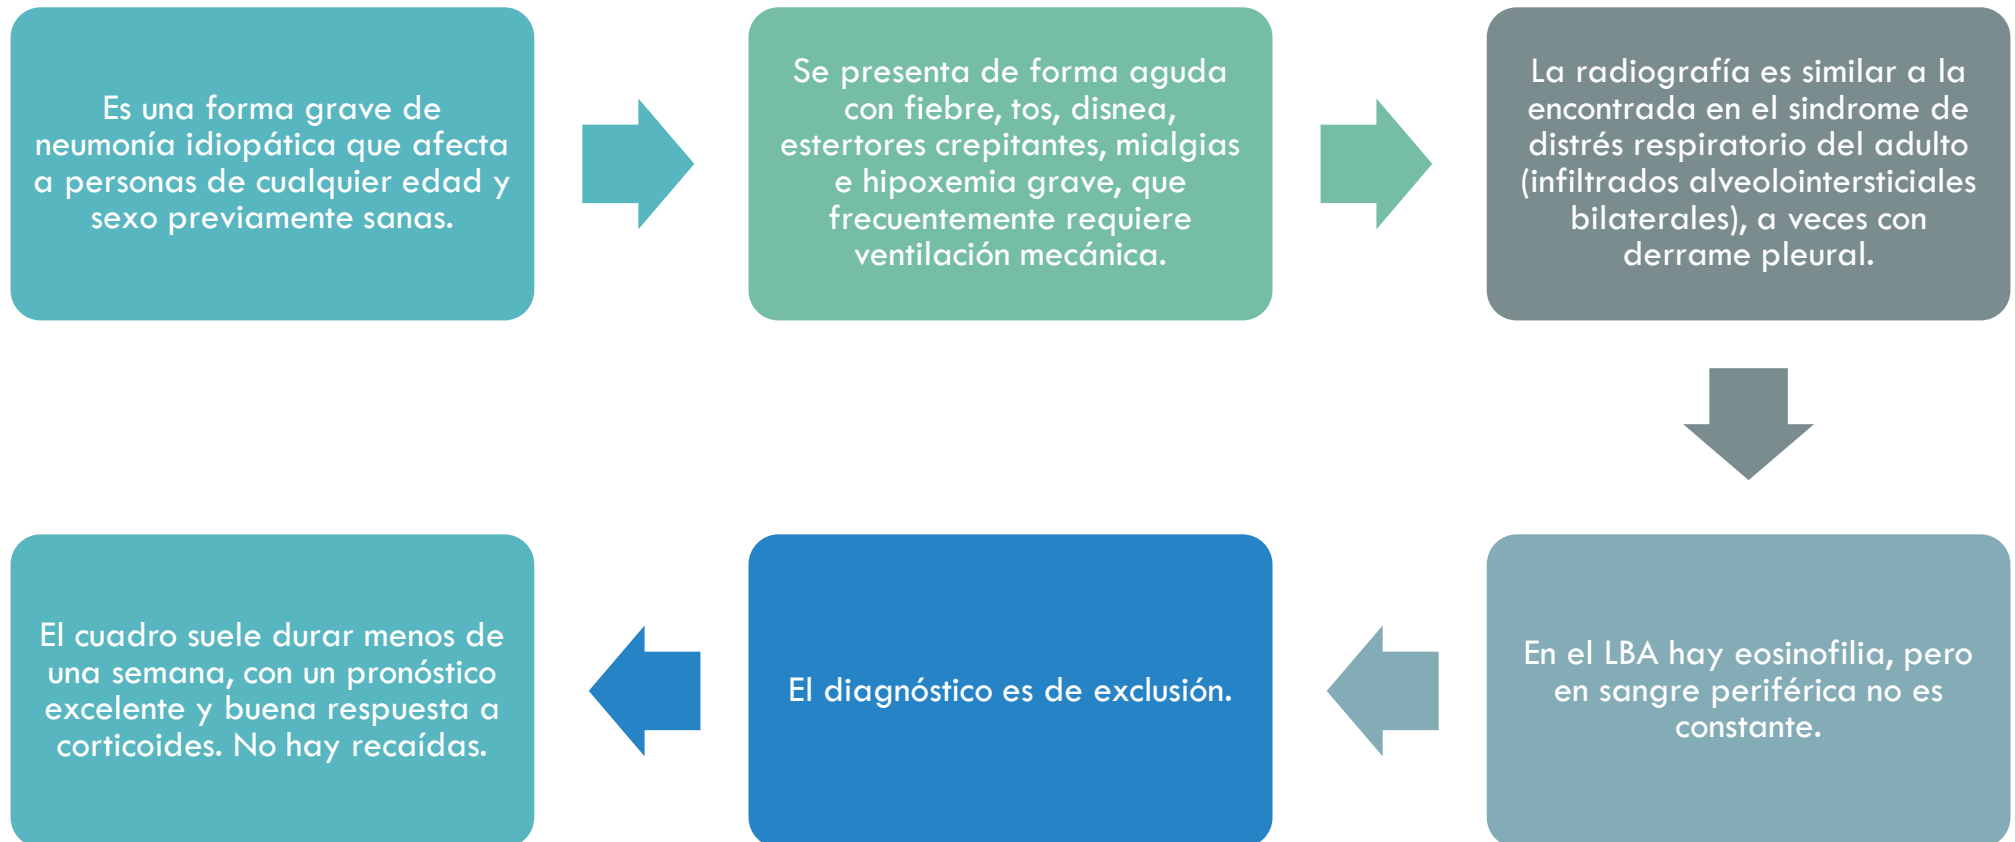 Es una forma grave de
neumonía idiopática que afecta
a personas de cualquier edad y
sexo previamente sanas.
Se presenta de forma aguda
con fiebre, tos, disnea,
estertores crepitantes, mialgias
e hipoxemia grave, que
frecuentemente requiere
ventilación mecánica.
La radiografía es similar a la
encontrada en el sindrome de
distrés respiratorio del adulto
(infiltrados alveolointersticiales
bilaterales), a veces con
derrame pleural.
En el LBA hay eosinofilia, pero
en sangre periférica no es
constante.
El diagnóstico es de exclusión.
El cuadro suele durar menos de
una semana, con un pronóstico
excelente y buena respuesta a
corticoides. No hay recaídas.